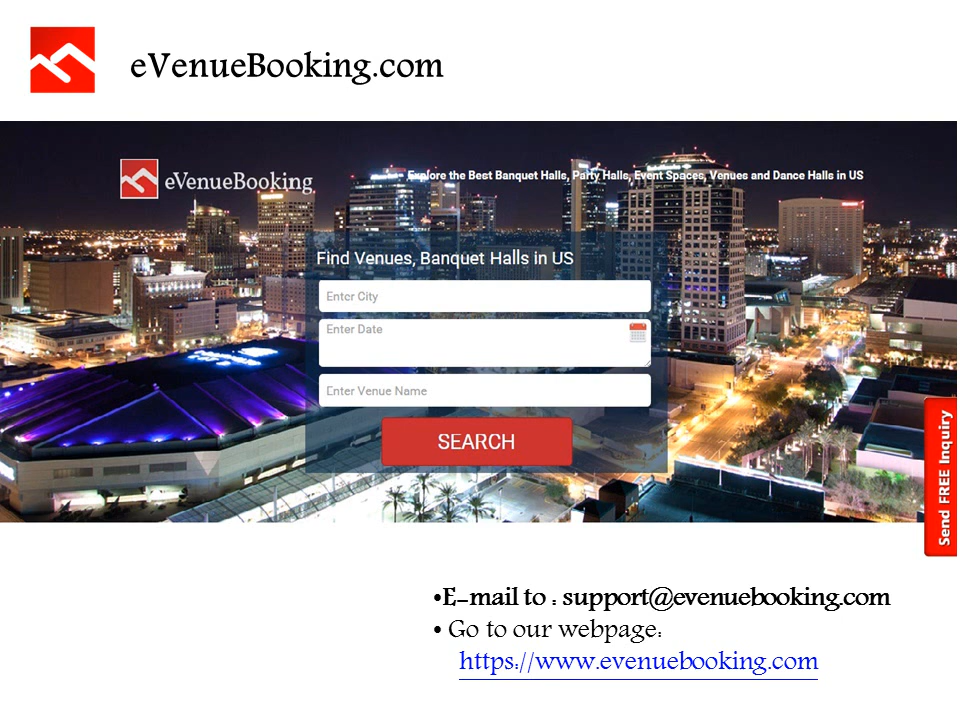 eVenueBooking.com
eVenueBooking
Explore the Best Banquet Halls, Party Halls, Event Spaces, Venues and Dance Halls in US
Find Venues, Banquet Halls in US
Enter City
Enter Date
Enter Venue Name
SEARCH
Send FREE Inquiry
•E-mail to : support@evenuebooking.com
• Go to our webpage:
https://www.evenuebooking.com